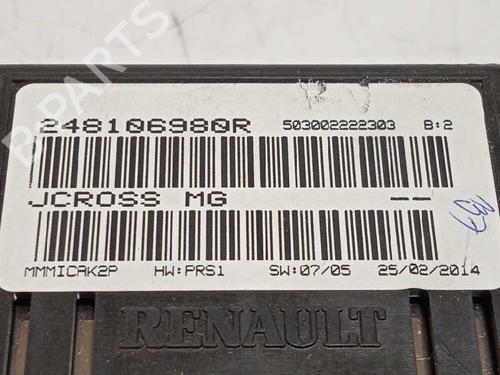 248106980R 503002222303 B:2
JCROSS MG --
MMMICAK2P HW:PRS1 SW:07/05 25/02/2014
RENAULT
B-PARTS